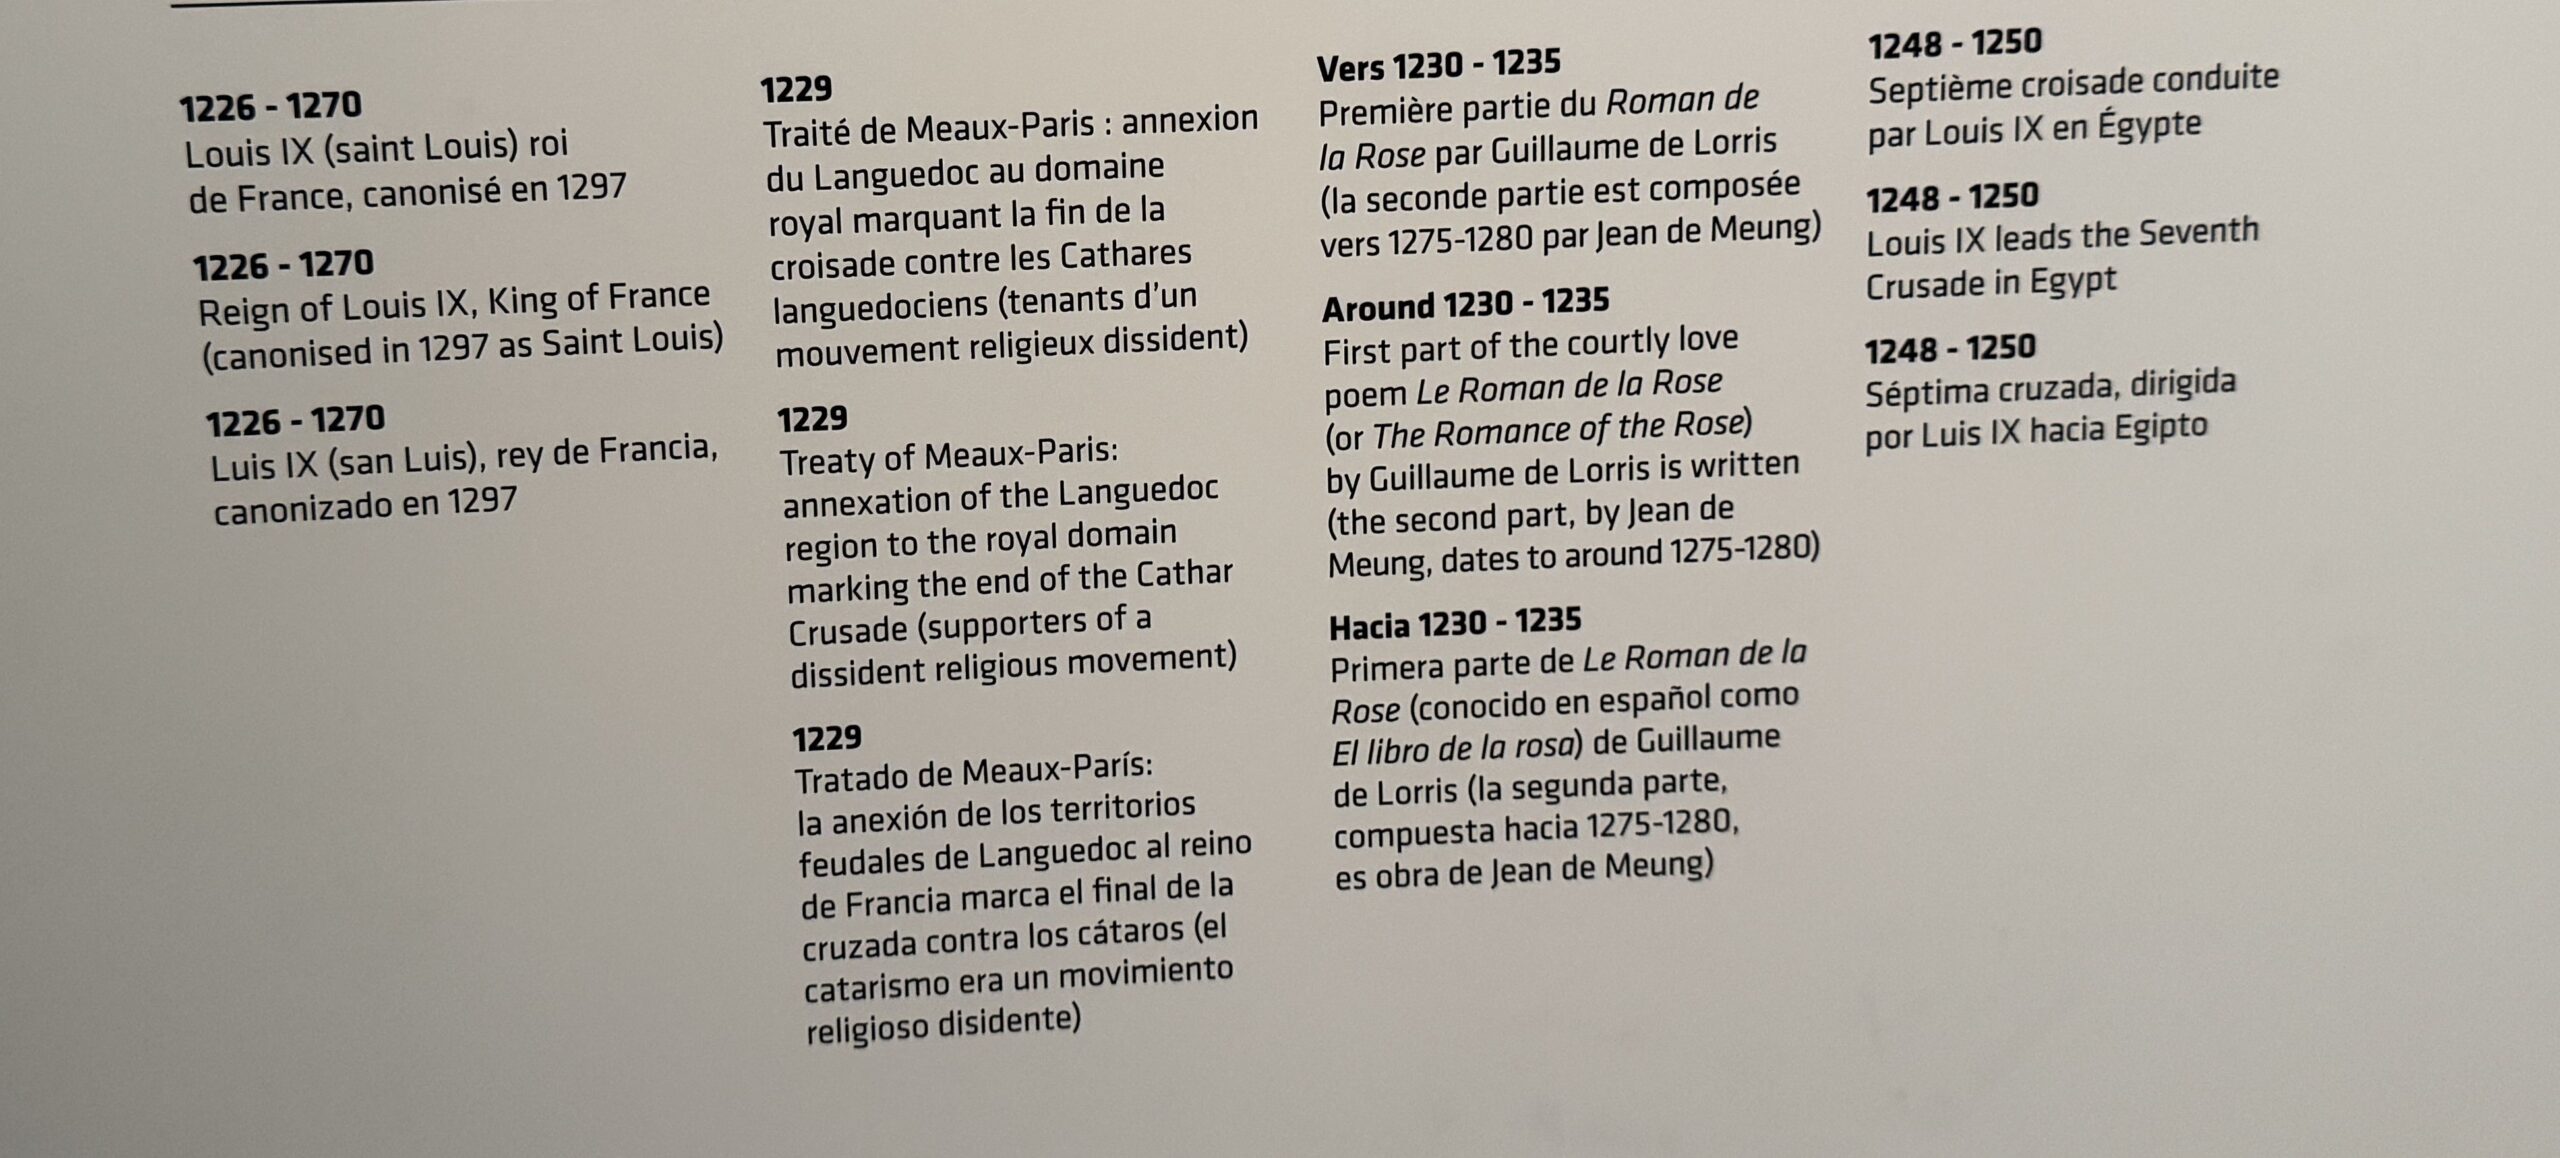 1226 - 1270
Louis IX (saint Louis) roi
de France, canonisé en 1297
1226 - 1270
Reign of Louis IX, King of France
(canonised in 1297 as Saint Louis)
1226 - 1270
Luis IX (san Luis), rey de Francia,
canonizado en 1297
1229
Traité de Meaux-Paris : annexion
du Languedoc au domaine
royal marquant la fin de la
croisade contre les Cathares
languedociens (tenants d'un
mouvement religieux dissident)
1229
Treaty of Meaux-Paris:
annexation of the Languedoc
region to the royal domain
marking the end of the Cathar
Crusade (supporters of a
dissident religious movement)
1229
Tratado de Meaux-París:
la anexión de los territorios
feudales de Languedoc al reino
de Francia marca el final de la
cruzada contra los cátaros (el
catarismo era un movimiento
religioso disidente)
Vers 1230 - 1235
Première partie du Roman de
la Rose par Guillaume de Lorris
(la seconde partie est composée
vers 1275-1280 par Jean de Meung)
Around 1230 - 1235
First part of the courtly love
poem Le Roman de la Rose
(or The Romance of the Rose)
by Guillaume de Lorris is written
(the second part, by Jean de
Meung, dates to around 1275-1280)
Hacia 1230 - 1235
Primera parte de Le Roman de la
Rose (conocido en español como
El libro de la rosa) de Guillaume
de Lorris (la segunda parte,
compuesta hacia 1275-1280,
es obra de Jean de Meung)
1248 - 1250
Septième croisade conduite
par Louis IX en Égypte
1248 - 1250
Louis IX leads the Seventh
Crusade in Egypt
1248 - 1250
Séptima cruzada, dirigida
por Luis IX hacia Egipto